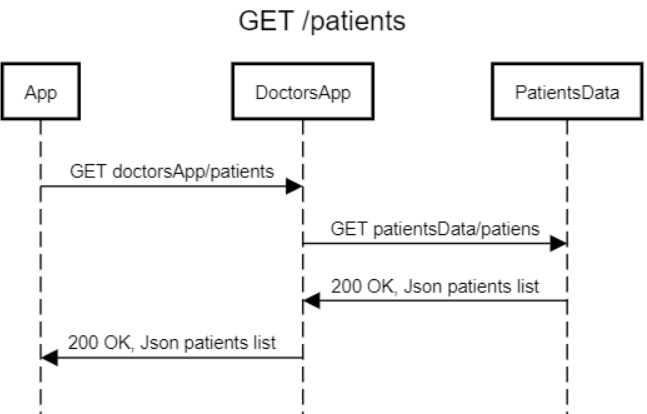 GET /patients
App
DoctorsApp
PatientsData
GET doctorsApp/patients
GET patientsData/patiens
200 OK, Json patients list
200 OK, Json patients list